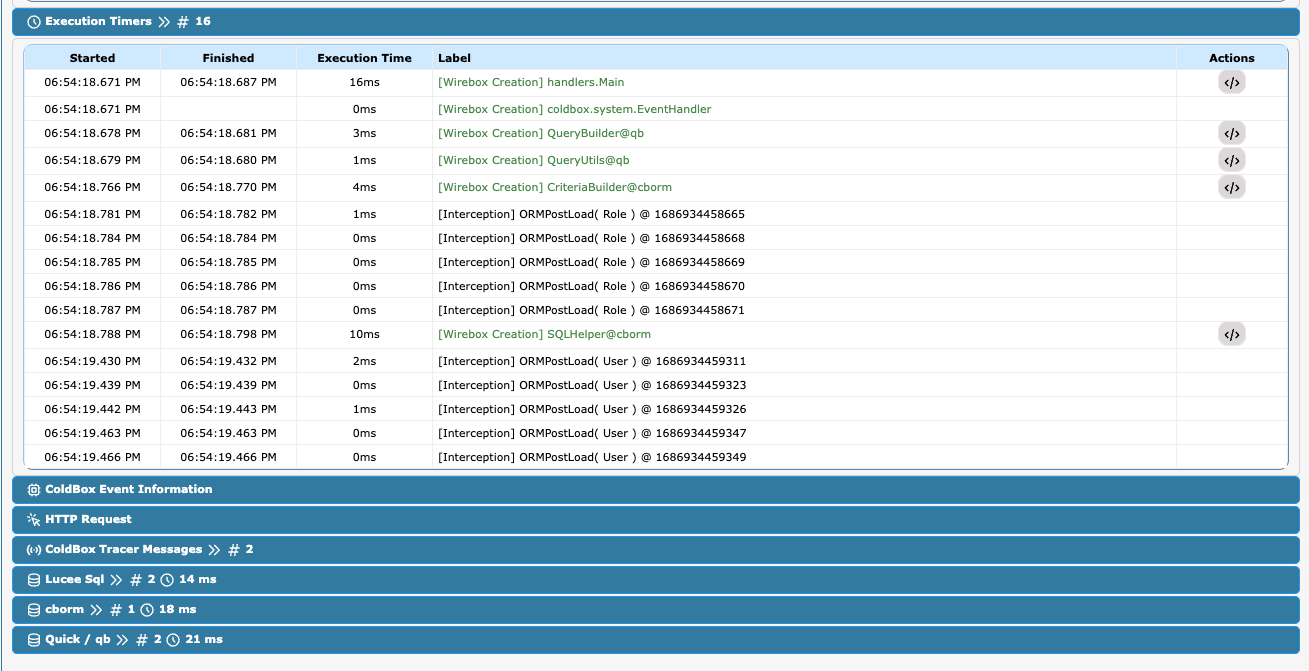 Execution Timers >> # 16
Started Finished Execution Time Label Actions
06:54:18.671 PM 06:54:18.687 PM 16ms [Wirebox Creation] handlers.Main </>
06:54:18.671 PM 0ms [Wirebox Creation] coldbox.system.EventHandler
06:54:18.678 PM 06:54:18.681 PM 3ms [Wirebox Creation] QueryBuilder@qb </>
06:54:18.679 PM 06:54:18.680 PM 1ms [Wirebox Creation] QueryUtils@qb </>
06:54:18.766 PM 06:54:18.770 PM 4ms [Wirebox Creation] CriteriaBuilder@cborm </>
06:54:18.781 PM 06:54:18.782 PM 1ms [Interception] ORMPostLoad( Role ) @ 1686934458665
06:54:18.784 PM 06:54:18.784 PM 0ms [Interception] ORMPostLoad( Role ) @ 1686934458668
06:54:18.785 PM 06:54:18.785 PM 0ms [Interception] ORMPostLoad( Role ) @ 1686934458669
06:54:18.786 PM 06:54:18.786 PM 0ms [Interception] ORMPostLoad( Role ) @ 1686934458670
06:54:18.787 PM 06:54:18.787 PM 0ms [Interception] ORMPostLoad( Role ) @ 1686934458671
06:54:18.788 PM 06:54:18.798 PM 10ms [Wirebox Creation] SQLHelper@cborm </>
06:54:19.430 PM 06:54:19.432 PM 2ms [Interception] ORMPostLoad( User ) @ 1686934459311
06:54:19.439 PM 06:54:19.439 PM 0ms [Interception] ORMPostLoad( User ) @ 1686934459323
06:54:19.442 PM 06:54:19.443 PM 1ms [Interception] ORMPostLoad( User ) @ 1686934459326
06:54:19.463 PM 06:54:19.463 PM 0ms [Interception] ORMPostLoad( User ) @ 1686934459347
06:54:19.466 PM 06:54:19.466 PM 0ms [Interception] ORMPostLoad( User ) @ 1686934459349
ColdBox Event Information
HTTP Request
ColdBox Tracer Messages >> # 2
Lucee Sql >> # 2 14 ms
cborm >> # 1 18 ms
Quick / qb >> # 2 21 ms